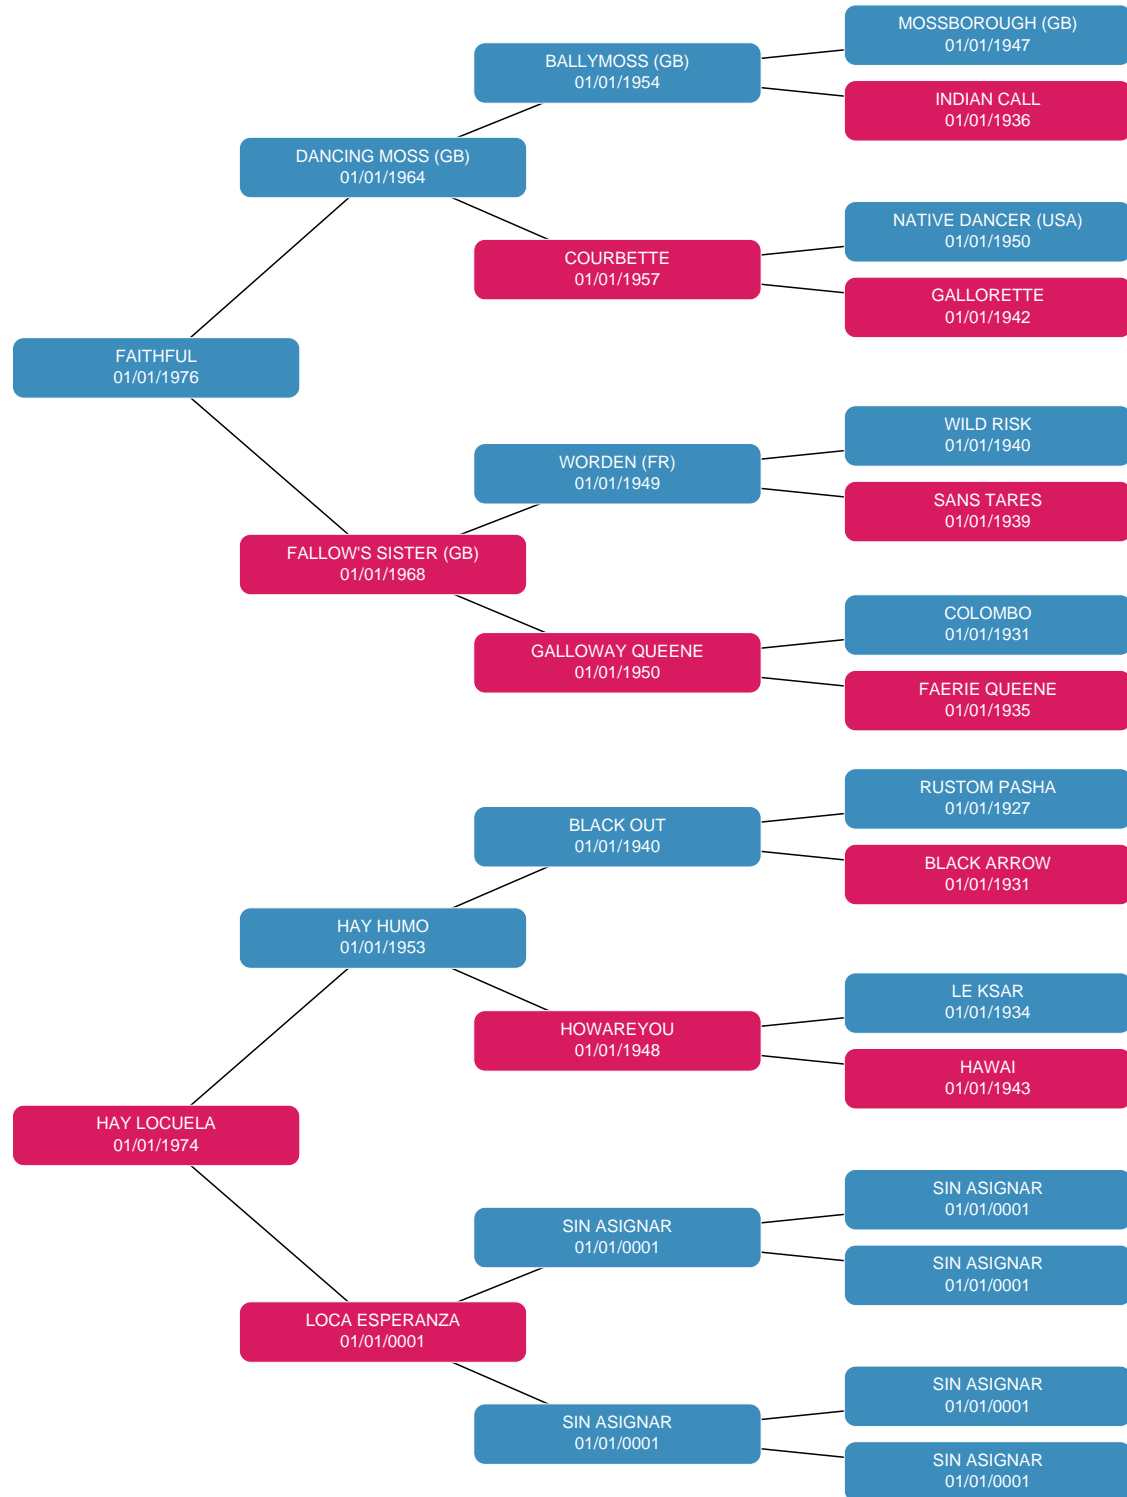 MOSSBOROUGH (GB)
01/01/1947
BALLYMOSS (GB)
01/01/1954
INDIAN CALL
01/01/1936
DANCING MOSS (GB)
01/01/1964
NATIVE DANCER (USA)
01/01/1950
COURBETTE
01/01/1957
GALLORETTE
01/01/1942
FAITHFUL
01/01/1976
WILD RISK
01/01/1940
WORDEN (FR)
01/01/1949
SANS TARES
01/01/1939
FALLOW'S SISTER (GB)
01/01/1968
COLOMBO
01/01/1931
GALLOWAY QUEENE
01/01/1950
FAERIE QUEENE
01/01/1935
RUSTOM PASHA
01/01/1927
BLACK OUT
01/01/1940
BLACK ARROW
01/01/1931
HAY HUMO
01/01/1953
LE KSAR
01/01/1934
HOWAREYOU
01/01/1948
HAWAI
01/01/1943
HAY LOCUELA
01/01/1974
SIN ASIGNAR
01/01/0001
SIN ASIGNAR
01/01/0001
SIN ASIGNAR
01/01/0001
LOCA ESPERANZA
01/01/0001
SIN ASIGNAR
01/01/0001
SIN ASIGNAR
01/01/0001
SIN ASIGNAR
01/01/0001